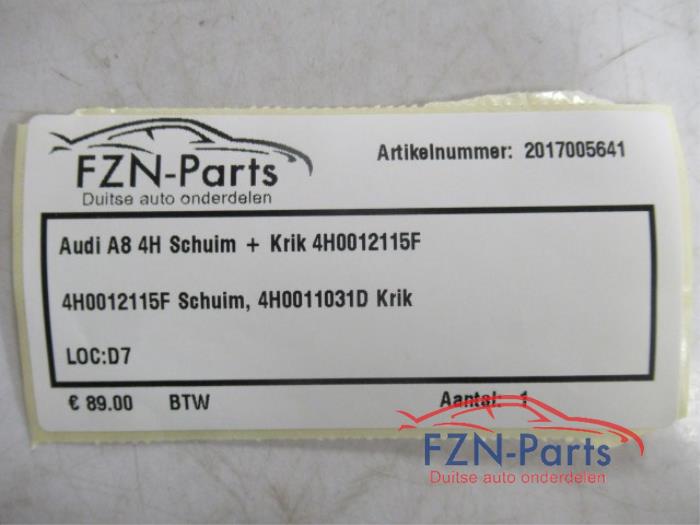 FZN-Parts
Duitse auto onderdelen
Artikelnummer: 2017005641
Audi A8 4H Schuim + Krik 4H0012115F
4H0012115F Schuim, 4H0011031D Krik
LOC:D7
€ 89.00 BTW Aantal: 1
FZN-Parts
Duitse auto onderdelen